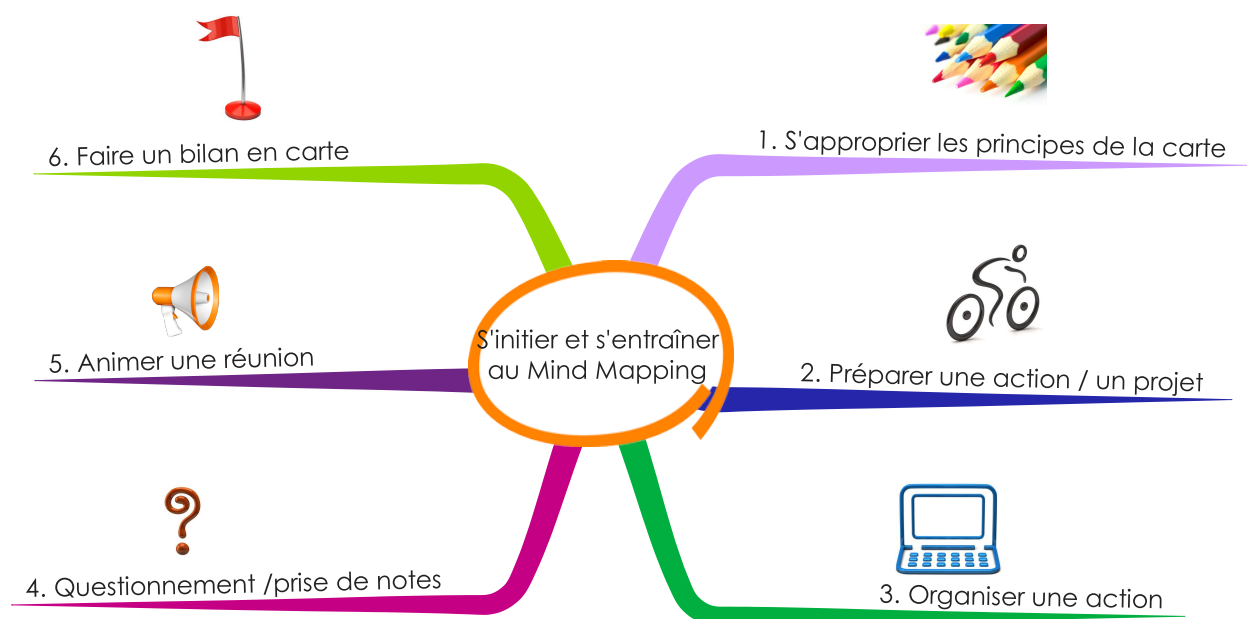 S'initier et s'entraîner
au Mind Mapping
1. S'approprier les principes de la carte
2. Préparer une action / un projet
3. Organiser une action
4. Questionnement /prise de notes
5. Animer une réunion
6. Faire un bilan en carte